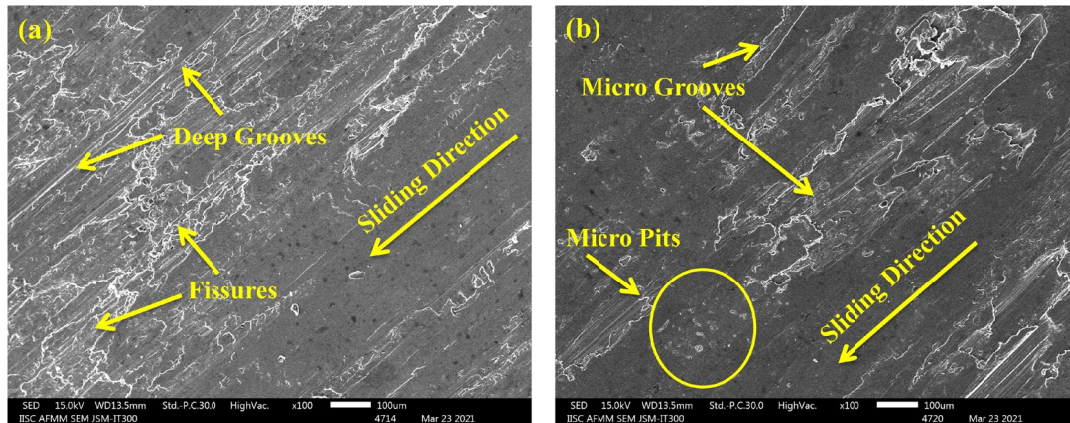 (a)
Deep Grooves
Sliding Direction
Fissures
SED 15.0kV WD13.5mm Std.-P.C.30.0 HighVac. x100 100um
IISC AFMM SEM JSM-IT300 4714 Mar 23 2021
(b)
Micro Grooves
Micro Pits
Sliding Direction
SED 15.0kV WD13.5mm Std.-P.C.30.0 HighVac. x100 100um
IISC AFMM SEM JSM-IT300 4720 Mar 23 2021